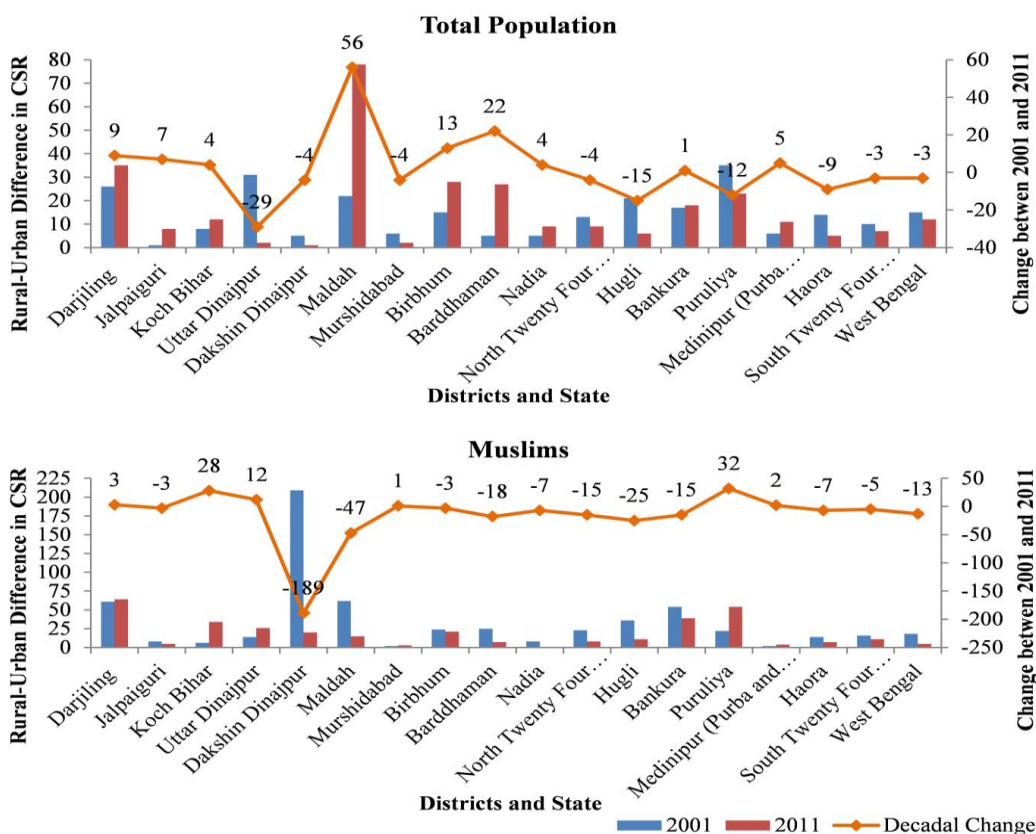 Total Population
Rural-Urban Difference in CSR
80
70
60
50
40
30
20
10
0
9
7
4
-29
-4
56
-4
13
22
4
-4
-15
1
-12
5
-9
-3
-3
60
40
20
0
-20
-40
Change between 2001 and 2011
Darjiling
Jalpaiguri
Koch Bihar
Uttar Dinajpur
Dakshin Dinajpur
Maldah
Murshidabad
Birbhum
Barddhaman
Nadia
North Twenty Four…
Hugli
Bankura
Puruliya
Medinipur (Purba…
Haora
South Twenty Four…
West Bengal
Districts and State
Muslims
Rural-Urban Difference in CSR
225
200
175
150
125
100
75
50
25
0
3
-3
28
12
-189
-47
1
-3
-18
-7
-15
-25
-15
32
2
-7
-5
-13
50
0
-50
-100
-150
-200
-250
Change between 2001 and 2011
Darjiling
Jalpaiguri
Koch Bihar
Uttar Dinajpur
Dakshin Dinajpur
Maldah
Murshidabad
Birbhum
Barddhaman
Nadia
North Twenty Four…
Hugli
Bankura
Puruliya
Medinipur (Purba and…
Haora
South Twenty Four…
West Bengal
Districts and State
2001 2011 Decadal Change